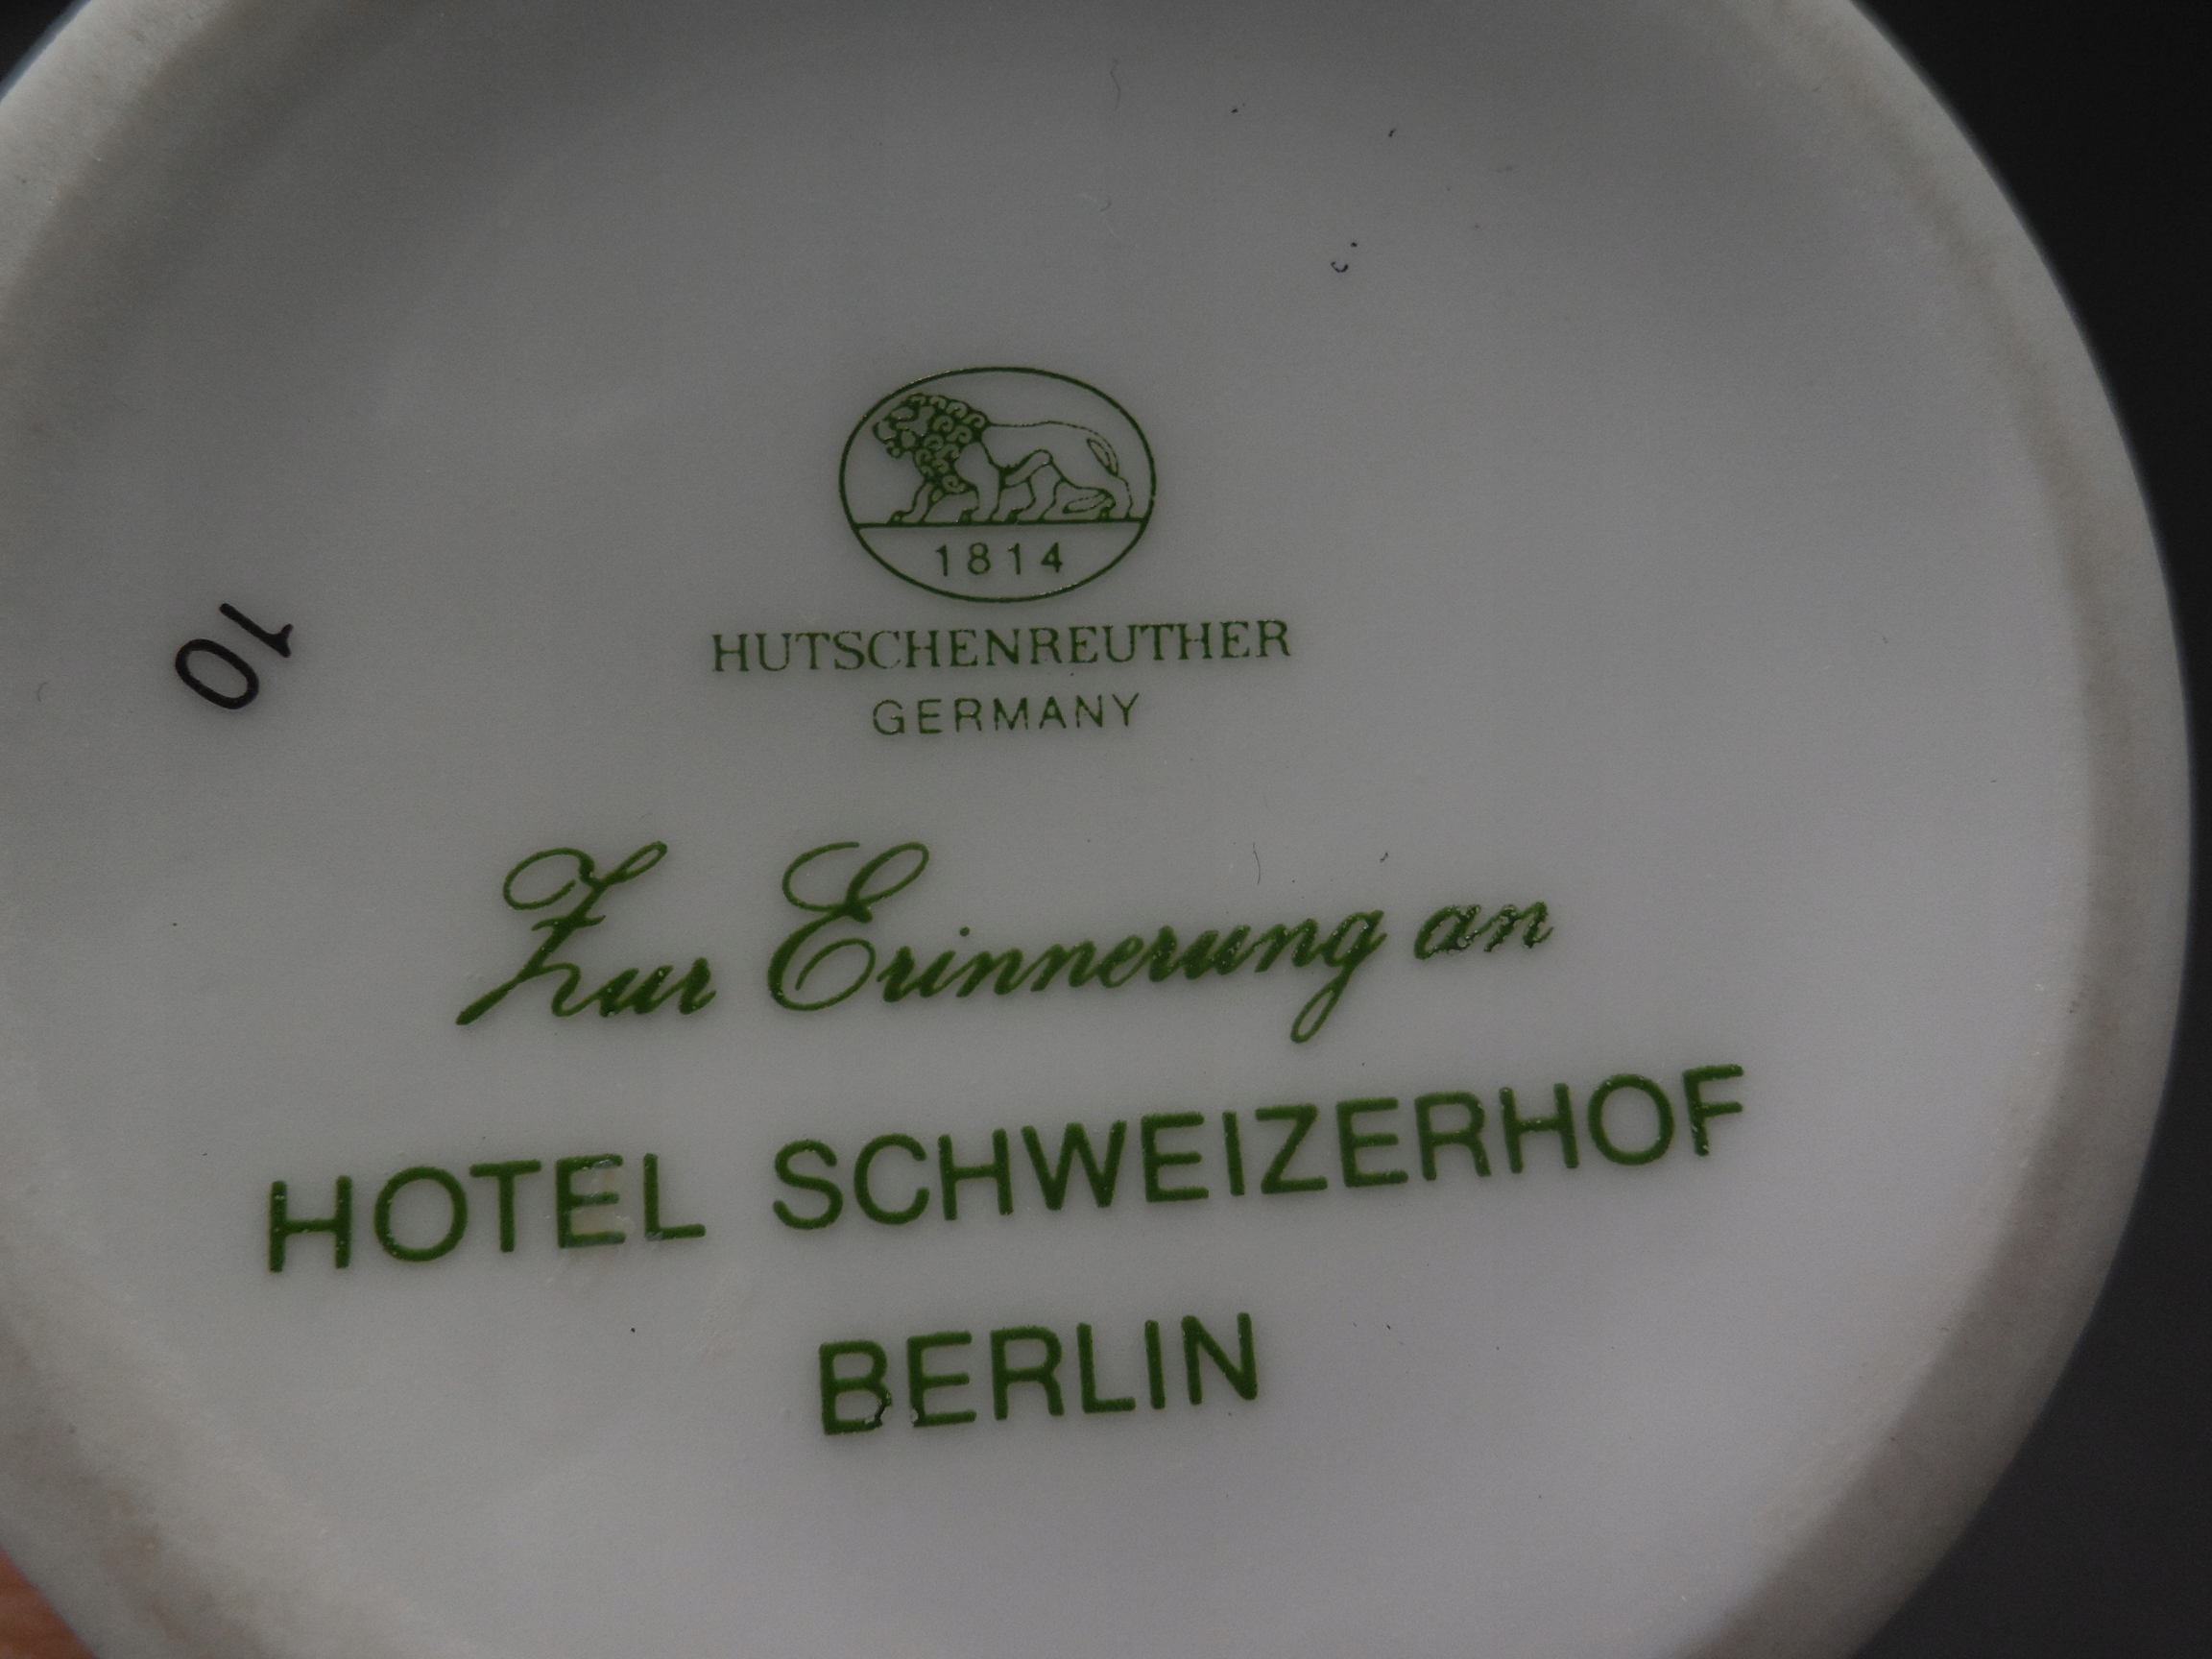 1814
HUTSCHENREUTHER
GERMANY
10
Zur Erinnerung an
HOTEL SCHWEIZERHOF
BERLIN